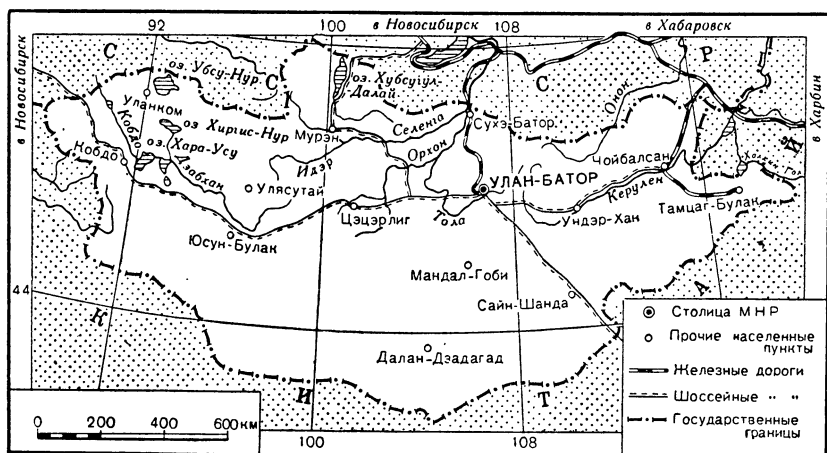 92
100
в Новосибирск
108
в Хабаровск
С
С
С
Р
в Новосибирск
в Харбин
оз. Убсу-Нур
оз. Хубсугул-
Далай
Онон
Уланком
Кобдо
оз. Хиргис-Нур
Мурэн
Селенга
Сухэ-Батор
оз. Хара-Усу
Кобдо
Дзабхан
Идэр
Орхон
Чойбалсан
Халхин Гол
Й
Улясутай
УЛАН-БАТОР
Керулен
Тамцаг-Булак
Цэцэрлиг
Тола
Ундэр-Хан
Юсун-Булак
Мандал-Гоби
Сайн-Шанда
44
К
А
Далан-Дзадагад
И
Т
Столица МНР
Прочие населенные
пункты
Железные дороги
Шоссейные " "
Государственные
границы
0 200 400 600 км
100
108